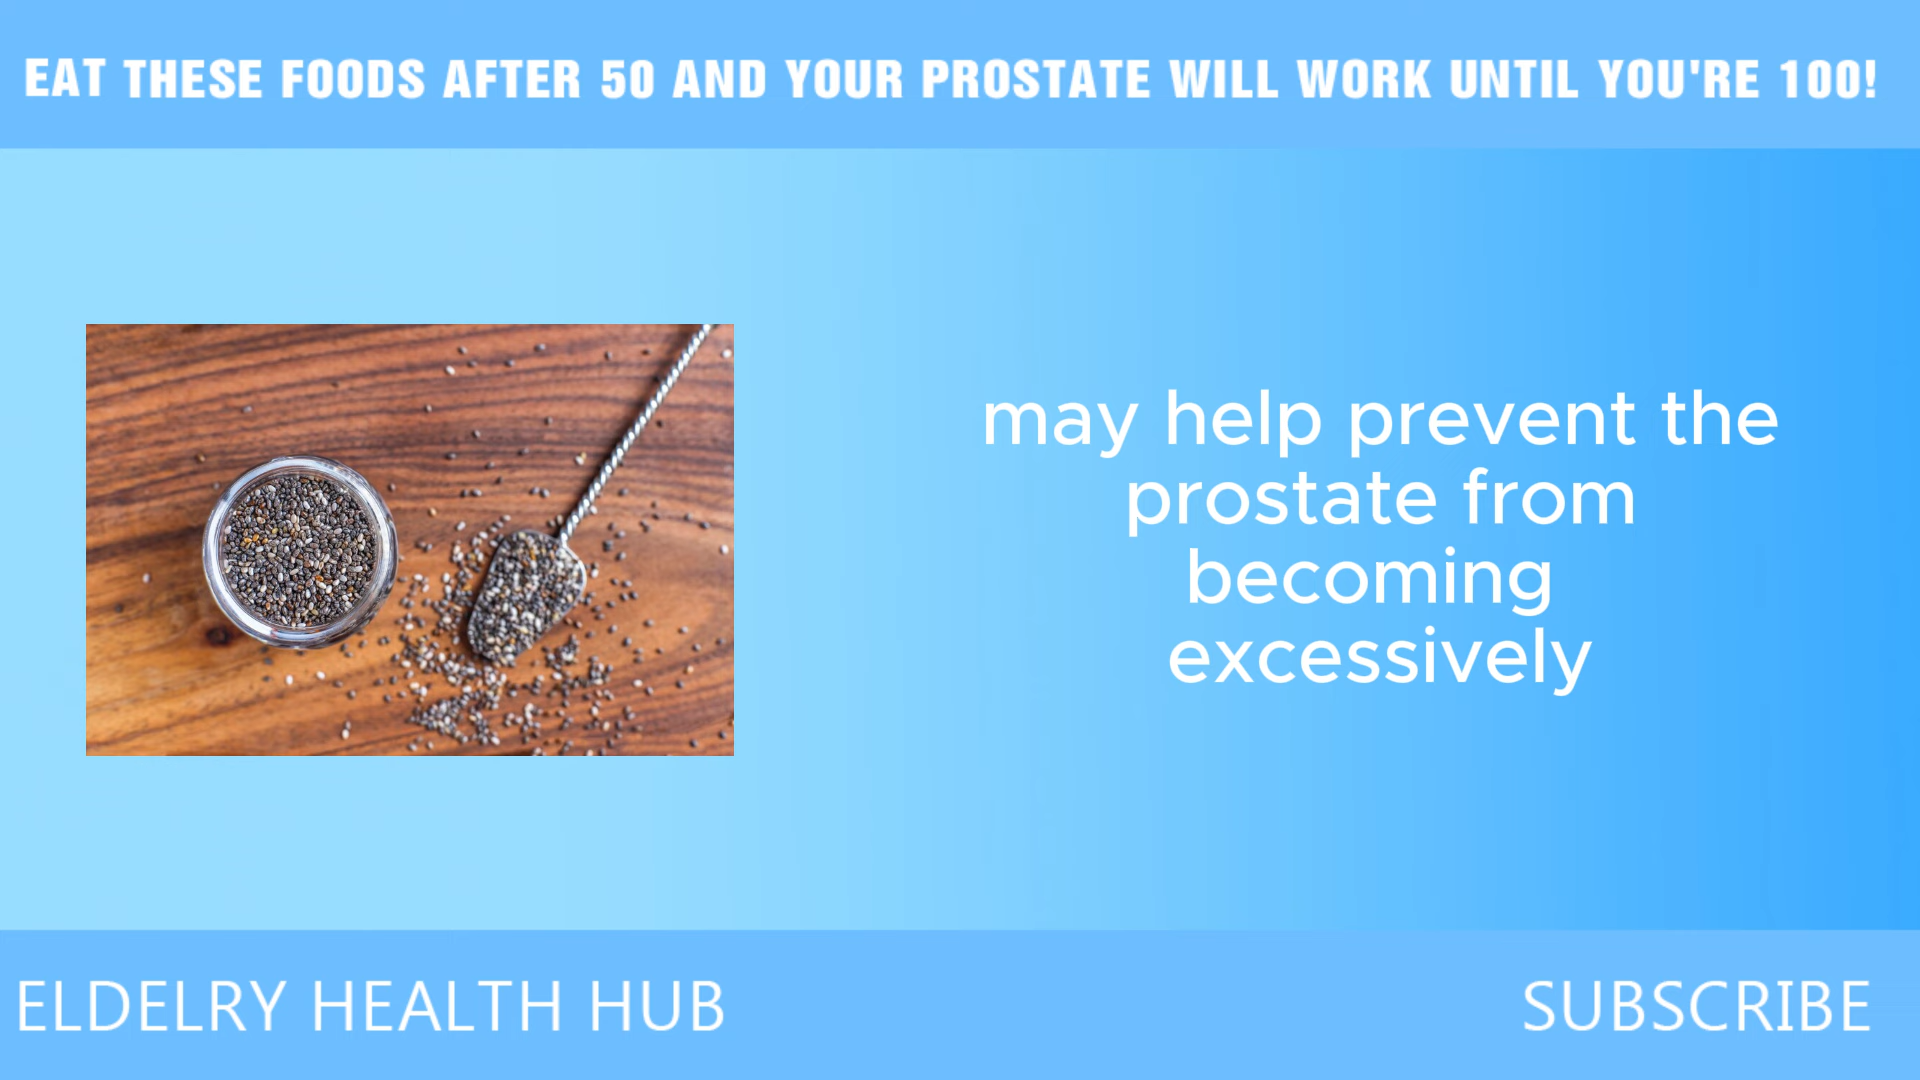 EAT THESE FOODS AFTER 50 AND YOUR PROSTATE WILL WORK UNTIL YOU'RE 100!
may help prevent the
prostate from
becoming
excessively
ELDELRY HEALTH HUB
SUBSCRIBE